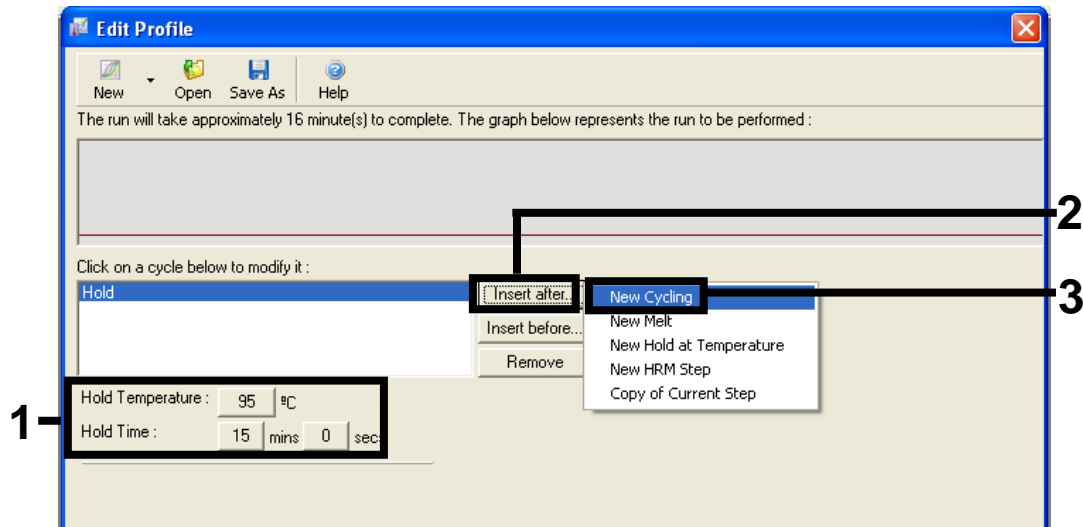 Edit Profile
New Open Save As Help
The run will take approximately 16 minute(s) to complete. The graph below represents the run to be performed :
2
Click on a cycle below to modify it :
Hold Insert after... New Cycling 3
Insert before... New Melt
New Hold at Temperature
Remove New HRM Step
Copy of Current Step
1 Hold Temperature : 95 ºC
Hold Time : 15 mins 0 sec